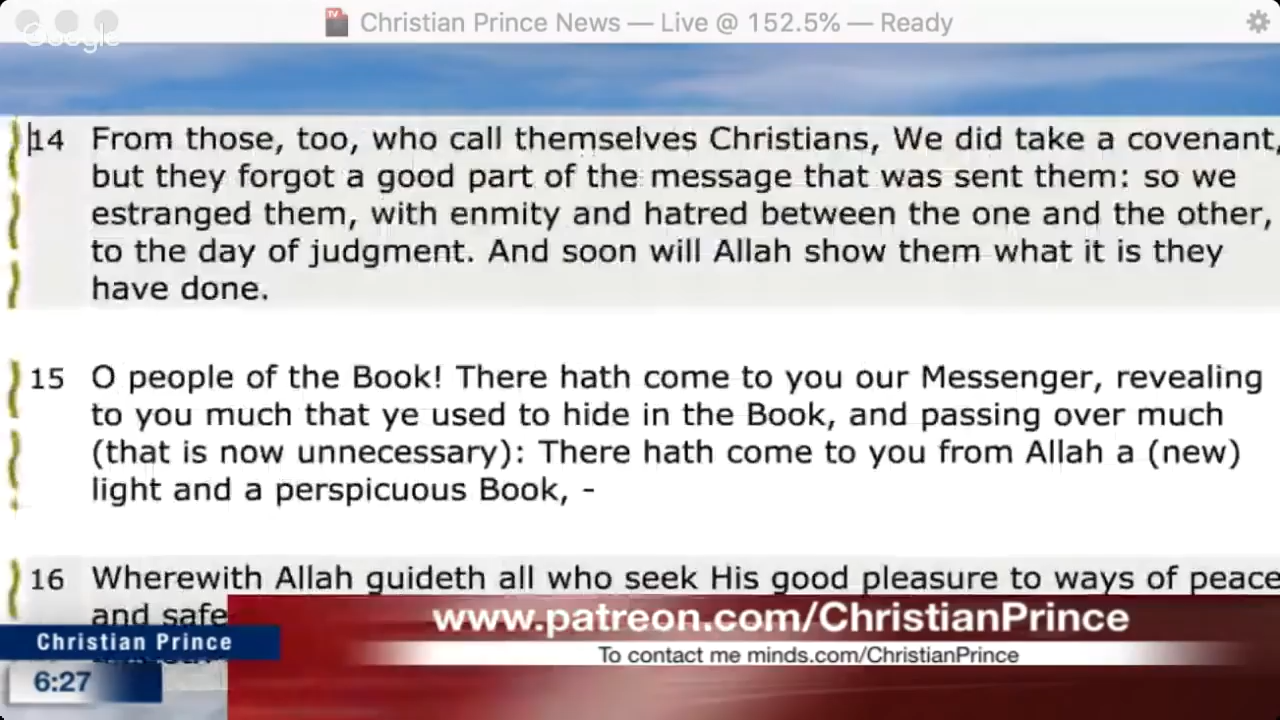 Christian Prince News — Live @ 152.5% — Ready
Google
14 From those, too, who call themselves Christians, We did take a covenant,
but they forgot a good part of the message that was sent them: so we
estranged them, with enmity and hatred between the one and the other,
to the day of judgment. And soon will Allah show them what it is they
have done.
15 O people of the Book! There hath come to you our Messenger, revealing
to you much that ye used to hide in the Book, and passing over much
(that is now unnecessary): There hath come to you from Allah a (new)
light and a perspicuous Book, -
16 Wherewith Allah guideth all who seek His good pleasure to ways of peace
and safe
www.patreon.com/ChristianPrince
Christian Prince
To contact me minds.com/ChristianPrince
6:27